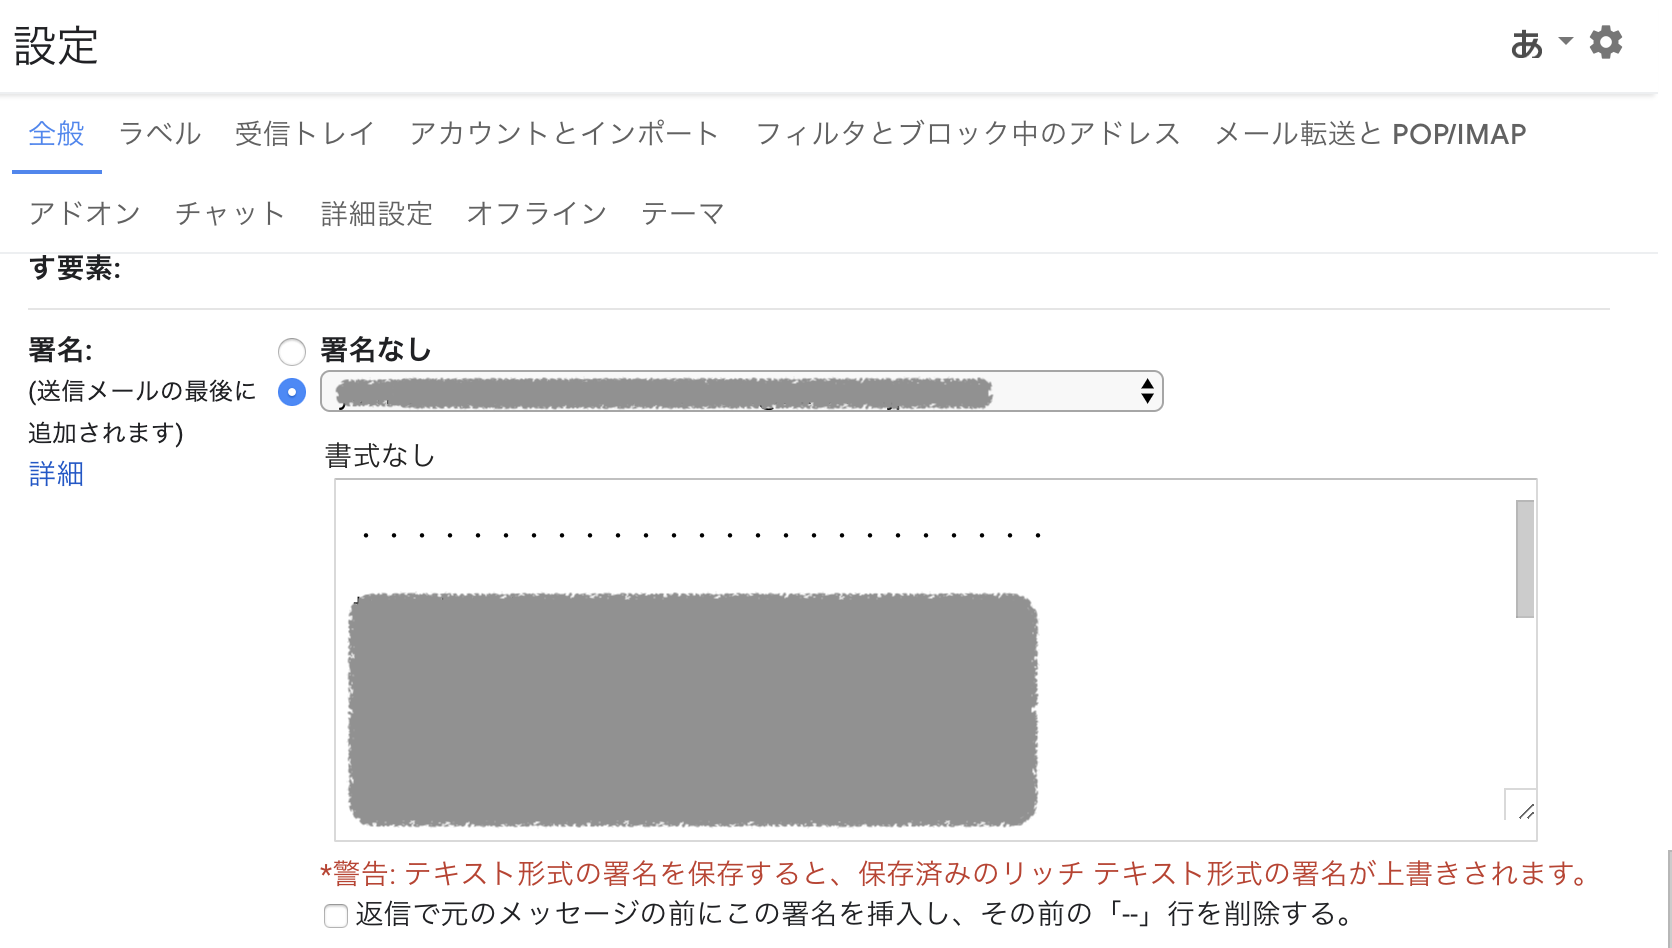 設定
あ
全般 ラベル 受信トレイ アカウントとインポート フィルタとブロック中のアドレス メール転送と POP/IMAP
アドオン チャット 詳細設定 オフライン テーマ
す要素:
署名:
署名なし
(送信メールの最後に
追加されます)
詳細
書式なし
・・・・・・・・・・・・・・・・・・・・・・・・・
*警告: テキスト形式の署名を保存すると、保存済みのリッチ テキスト形式の署名が上書きされます。
返信で元のメッセージの前にこの署名を挿入し、その前の「--」行を削除する。